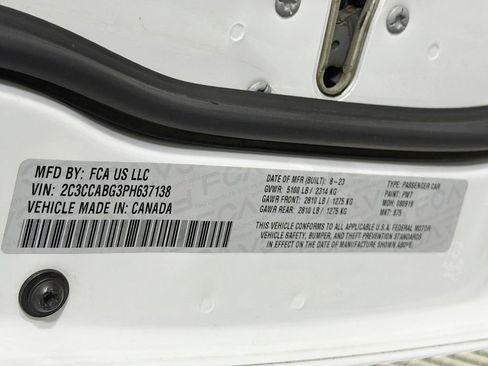 MFD BY: FCA US LLC
VIN: 2C3CCABG3PH637138
VEHICLE MADE IN: CANADA
DATE OF MFR (BUILT): 8-23
GVWR: 5100 LB / 2314 KG
GAWR FRONT: 2810 LB / 1275 KG
GAWR REAR: 2810 LB / 1275 KG
TYPE: PASSENGER CAR
PAINT: PW7
MDH: 080918
MKT: 875
THIS VEHICLE CONFORMS TO ALL APPLICABLE U.S.A. FEDERAL MOTOR
VEHICLE SAFETY, BUMPER, AND THEFT PREVENTION STANDARDS
IN EFFECT ON THE DATE OF MANUFACTURE SHOWN ABOVE.